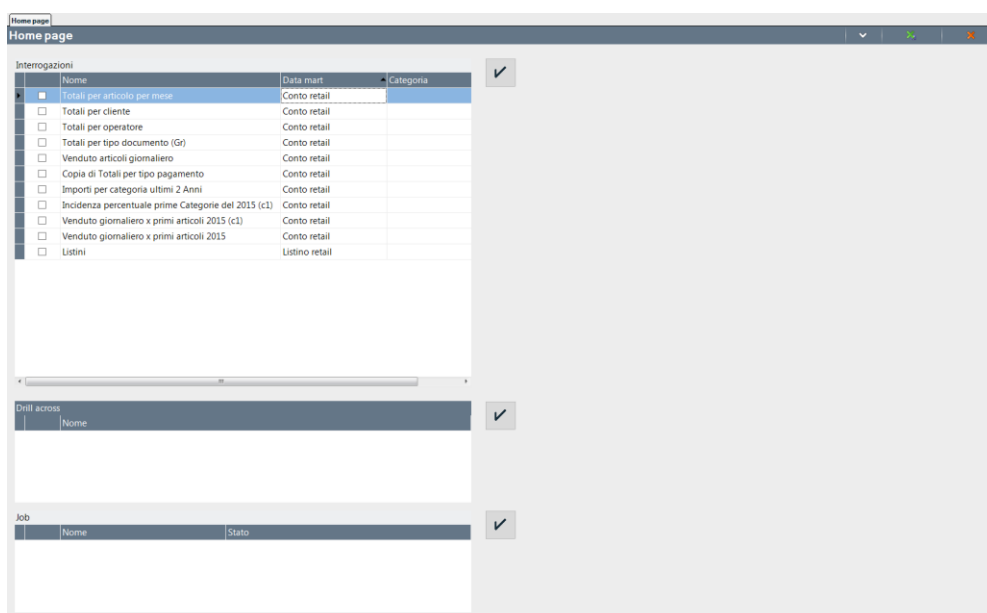 Home page
Home page
Interrogazioni
Nome Data mart Categoria
Totali per articolo per mese Conto retail
Totali per cliente Conto retail
Totali per operatore Conto retail
Totali per tipo documento (Gr) Conto retail
Venduto articoli giornaliero Conto retail
Copia di Totali per tipo pagamento Conto retail
Importi per categoria ultimi 2 Anni Conto retail
Incidenza percentuale prime Categorie del 2015 (c1) Conto retail
Venduto giornaliero x primi articoli 2015 (c1) Conto retail
Venduto giornaliero x primi articoli 2015 Conto retail
Listini Listino retail
Drill across
Nome
Job
Nome Stato